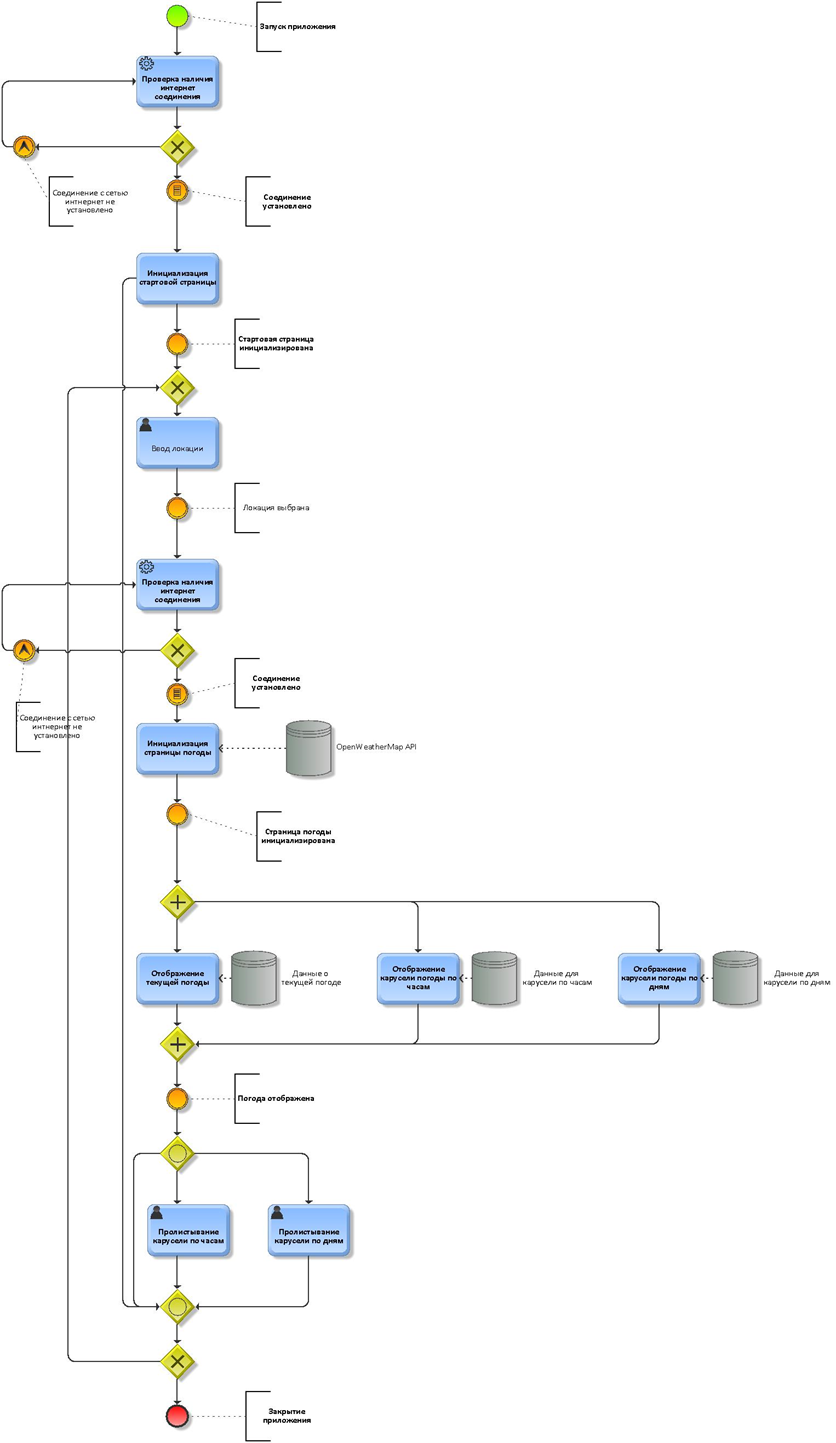 Запуск приложения
Проверка наличия
интернет
соединения
Соединение с сетью
интнернет не
установлено
Соединение
установлено
Инициализация
стартовой страницы
Стартовая страница
инициализирована
Ввод локации
Локация выбрана
Проверка наличия
интернет
соединения
Соединение
установлено
Соединение с сетью
интнернет не
установлено
Инициализация
страницы погоды
OpenWeatherMap API
Страница погоды
инициализирована
Отображение
текущей погоды
Данные о
текущей погоде
Отображение
карусели погоды по
часам
Данные для
карусели по часам
Отображение
карусели погоды по
дням
Данные для
карусели по дням
Погода отображена
Пролистывание
карусели по часам
Пролистывание
карусели по дням
Закрытие
приложения